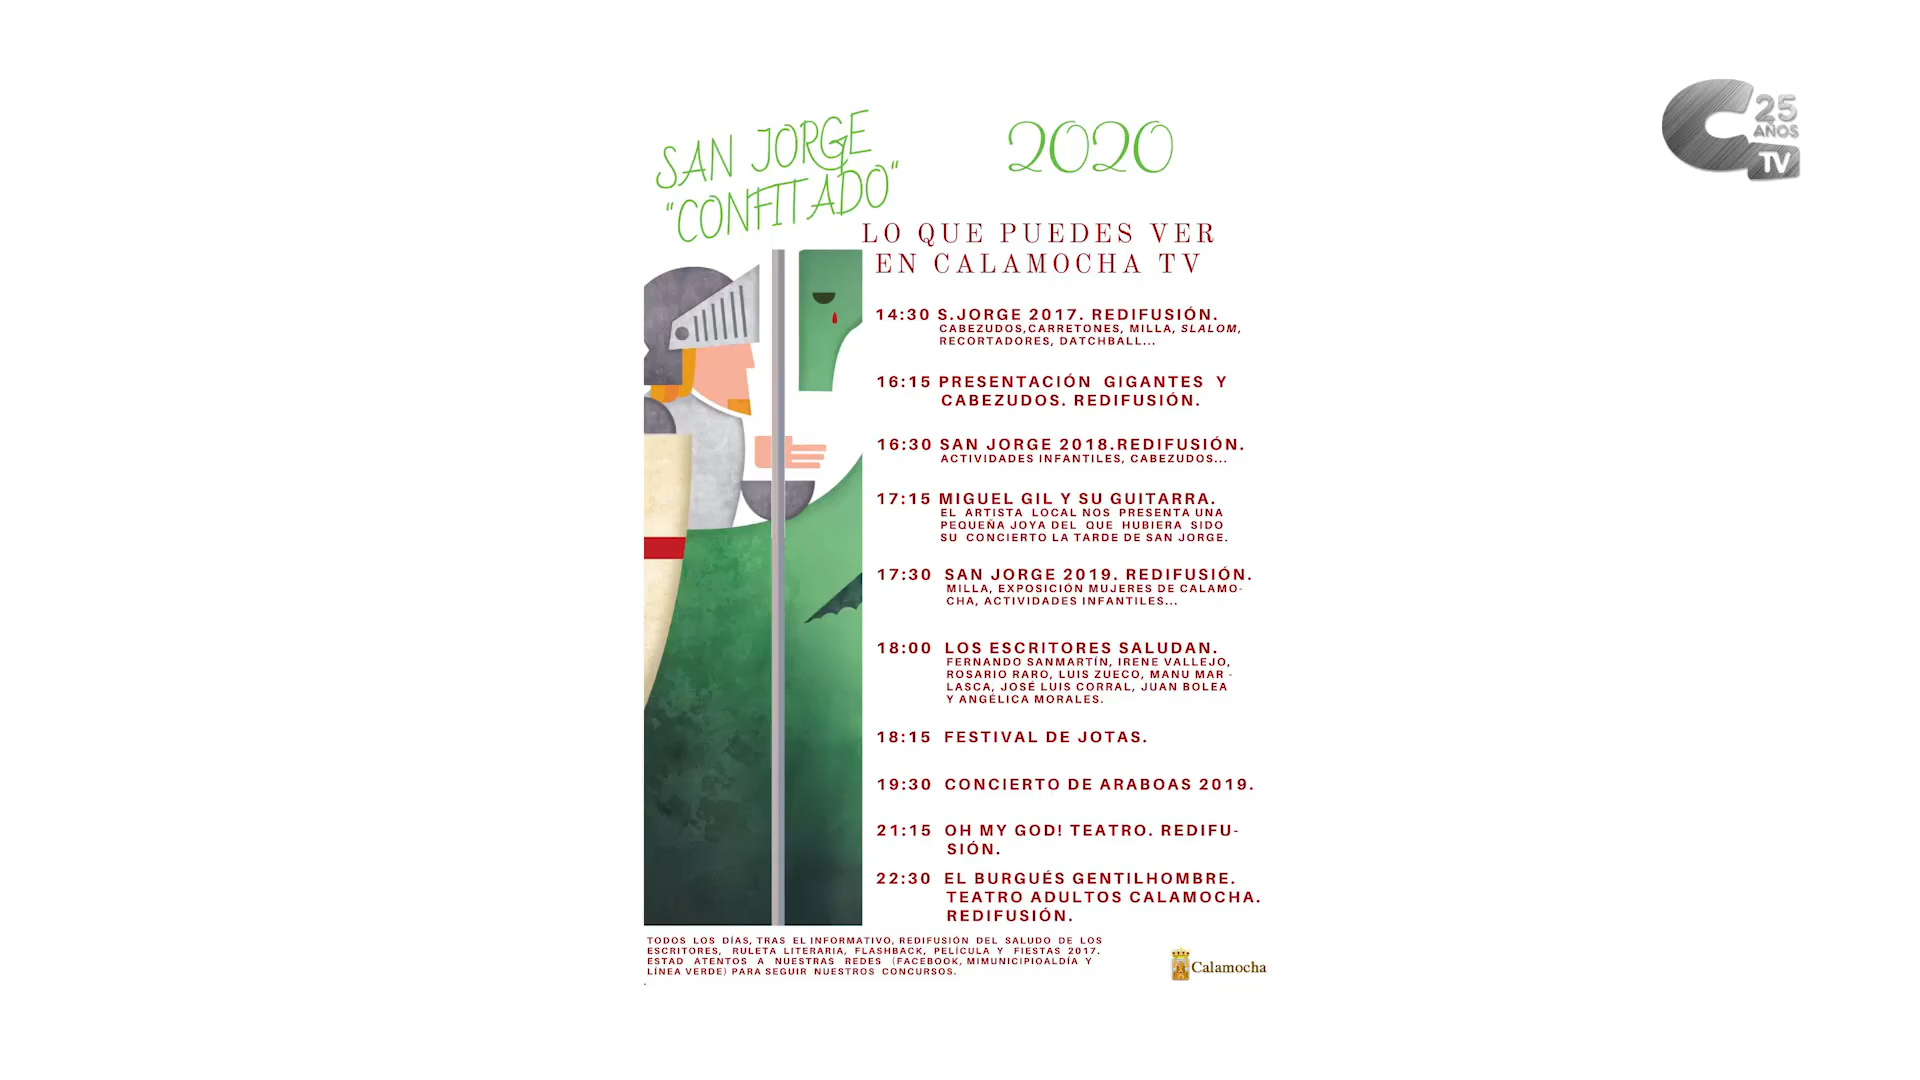 SAN JORGE
"CONFITADO"
2020
25
AÑOS
TV
LO QUE PUEDES VER
EN CALAMOCHA TV
14:30 S.JORGE 2017. REDIFUSIÓN.
CABEZUDOS,CARRETONES, MILLA, SLALOM,
RECORTADORES, DATCHBALL...
16:15 PRESENTACIÓN GIGANTES Y
CABEZUDOS. REDIFUSIÓN.
16:30 SAN JORGE 2018.REDIFUSIÓN.
ACTIVIDADES INFANTILES, CABEZUDOS...
17:15 MIGUEL GIL Y SU GUITARRA.
EL ARTISTA LOCAL NOS PRESENTA UNA
PEQUEÑA JOYA DEL QUE HUBIERA SIDO
SU CONCIERTO LA TARDE DE SAN JORGE.
17:30 SAN JORGE 2019. REDIFUSIÓN.
MILLA, EXPOSICIÓN MUJERES DE CALAMO-
CHA, ACTIVIDADES INFANTILES...
18:00 LOS ESCRITORES SALUDAN.
FERNANDO SANMARTÍN, IRENE VALLEJO,
ROSARIO RARO, LUIS ZUECO, MANU MAR -
LASCA, JOSÉ LUIS CORRAL, JUAN BOLEA
Y ANGÉLICA MORALES.
18:15 FESTIVAL DE JOTAS.
19:30 CONCIERTO DE ARABOAS 2019.
21:15 OH MY GOD! TEATRO. REDIFU-
SIÓN.
22:30 EL BURGUÉS GENTILHOMBRE.
TEATRO ADULTOS CALAMOCHA.
REDIFUSIÓN.
TODOS LOS DÍAS, TRAS EL INFORMATIVO, REDIFUSIÓN DEL SALUDO DE LOS
ESCRITORES, RULETA LITERARIA, FLASHBACK, PELÍCULA Y FIESTAS 2017.
ESTAD ATENTOS A NUESTRAS REDES (FACEBOOK, MIMUNICIPIOALDÍA Y
LÍNEA VERDE) PARA SEGUIR NUESTROS CONCURSOS.
.
Calamocha